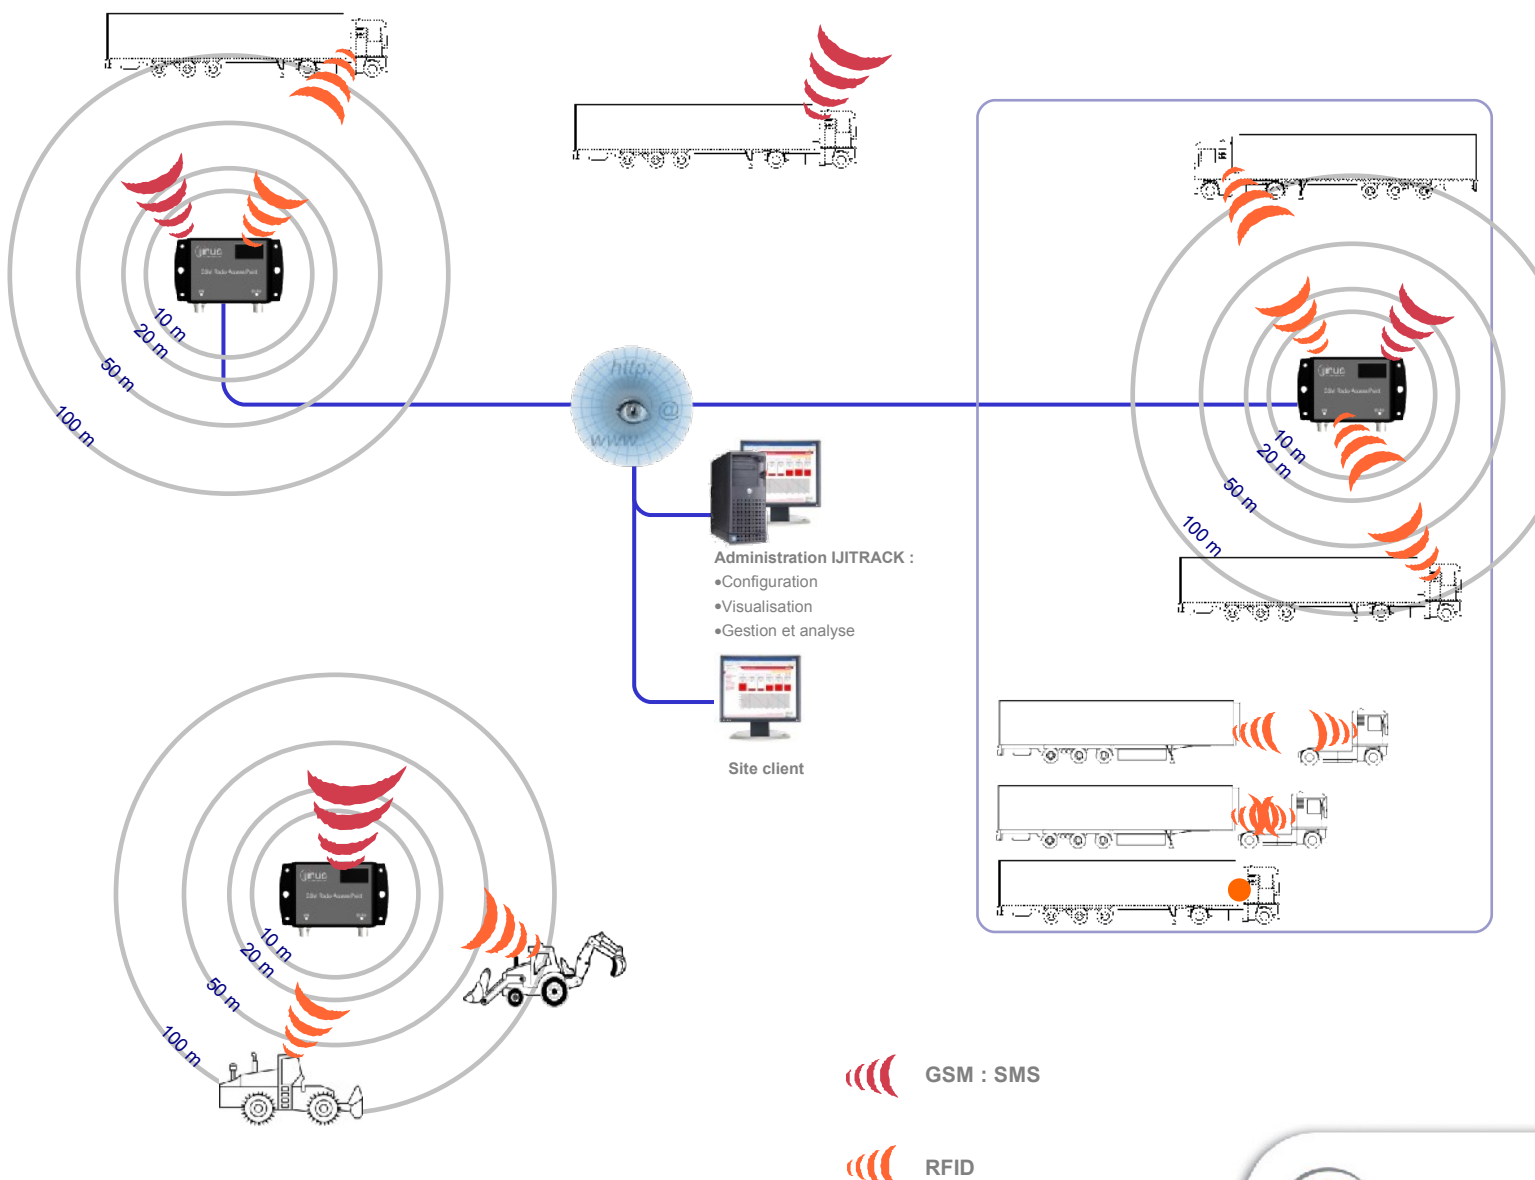 10 m
20 m
50 m
100 m
http:
@
www
10 m
20 m
50 m
100 m
Administration IJITRACK :
•Configuration
•Visualisation
•Gestion et analyse
Site client
10 m
20 m
50 m
100 m
GSM : SMS
RFID